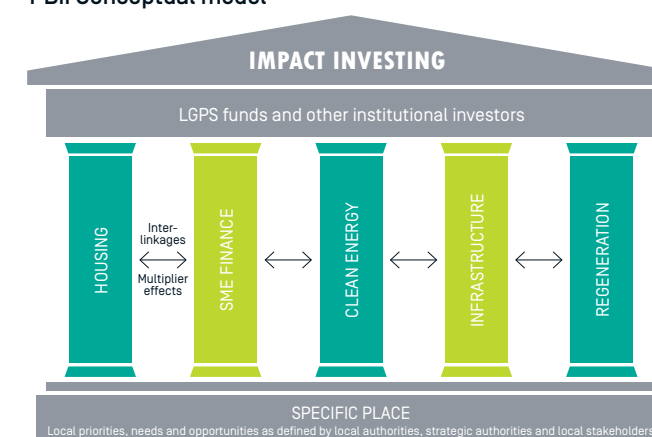 IMPACT INVESTING
LGPS funds and other institutional investors
HOUSING
Inter-
linkages
Multiplier
effects
SME FINANCE
CLEAN ENERGY
INFRASTRUCTURE
REGENERATION
SPECIFIC PLACE
Local priorities, needs and opportunities as defined by local authorities, strategic authorities and local stakeholders